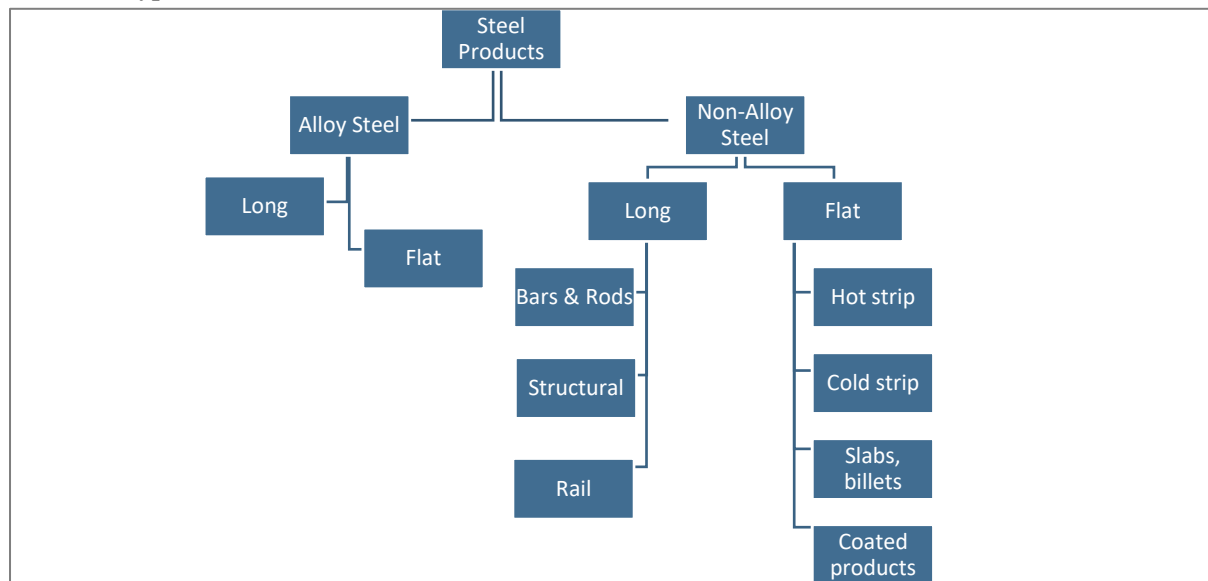 Steel
Products
Alloy Steel
Non-Alloy
Steel
Long
Flat
Long
Flat
Bars & Rods
Structural
Rail
Hot strip
Cold strip
Slabs,
billets
Coated
products